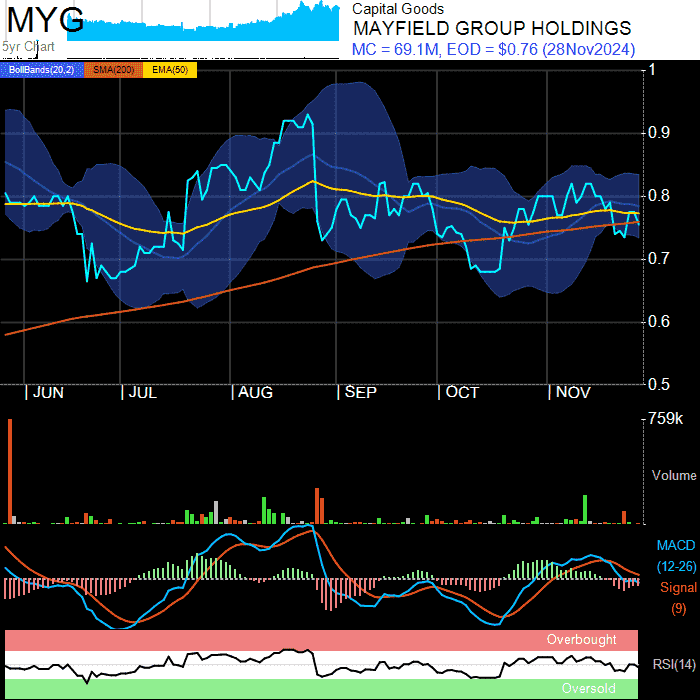 MYG
5yr Chart
Capital Goods
MAYFIELD GROUP HOLDINGS
MC = 69.1M, EOD = $0.76 (28Nov2024)
BollBands(20,2) SMA(200) EMA(50)
1
0.9
0.8
0.7
0.6
0.5
JUN JUL AUG SEP OCT NOV
759k
Volume
MACD
(12-26)
Signal
(9)
Overbought
RSI(14)
Oversold